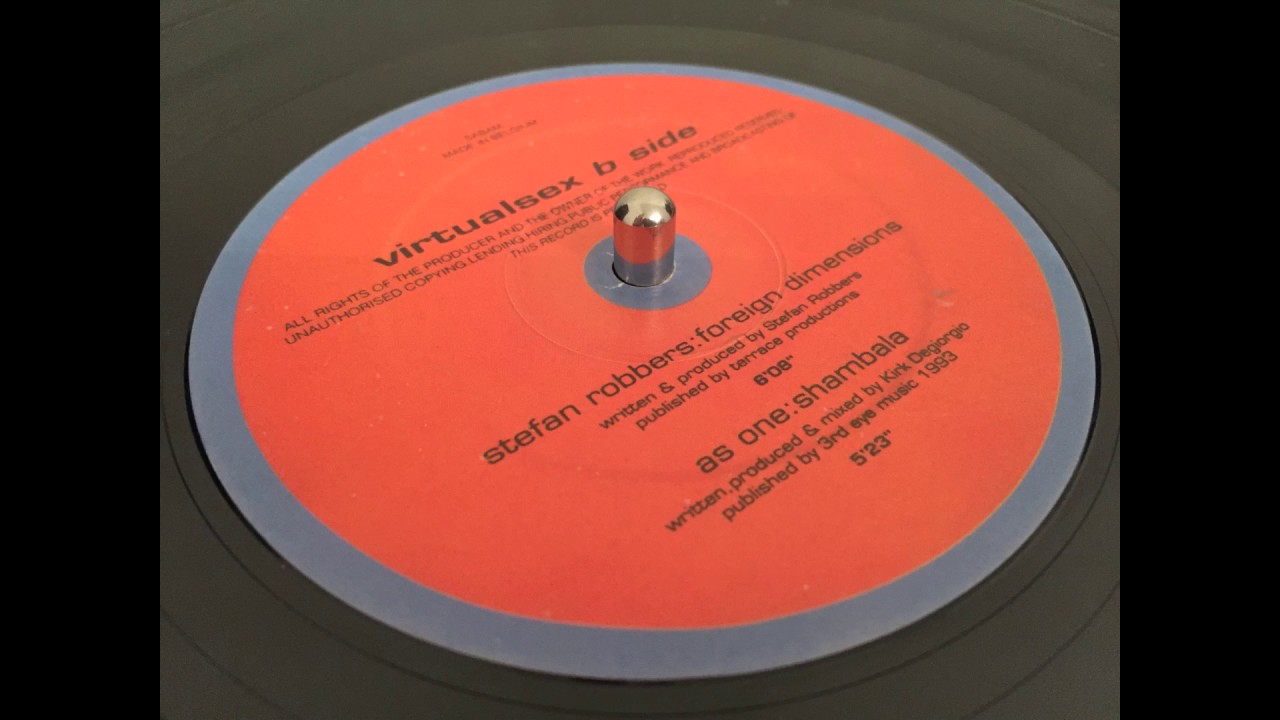 SABAM
MADE IN BELGIUM
virtualsex b side
ALL RIGHTS OF THE PRODUCER AND THE OWNER OF THE WORK REPRODUCED RESERVED
UNAUTHORISED COPYING.LENDING.HIRING.PUBLIC PERFORMANCE AND BROADCASTING OF
THIS RECORD IS
stefan robbers:foreign dimensions
written & produced by Stefan Robbers
published by terrace productions
6'08"
as one:shambala
written.produced & mixed by Kirk Degiorgio
published by 3rd eye music 1993
5'23"